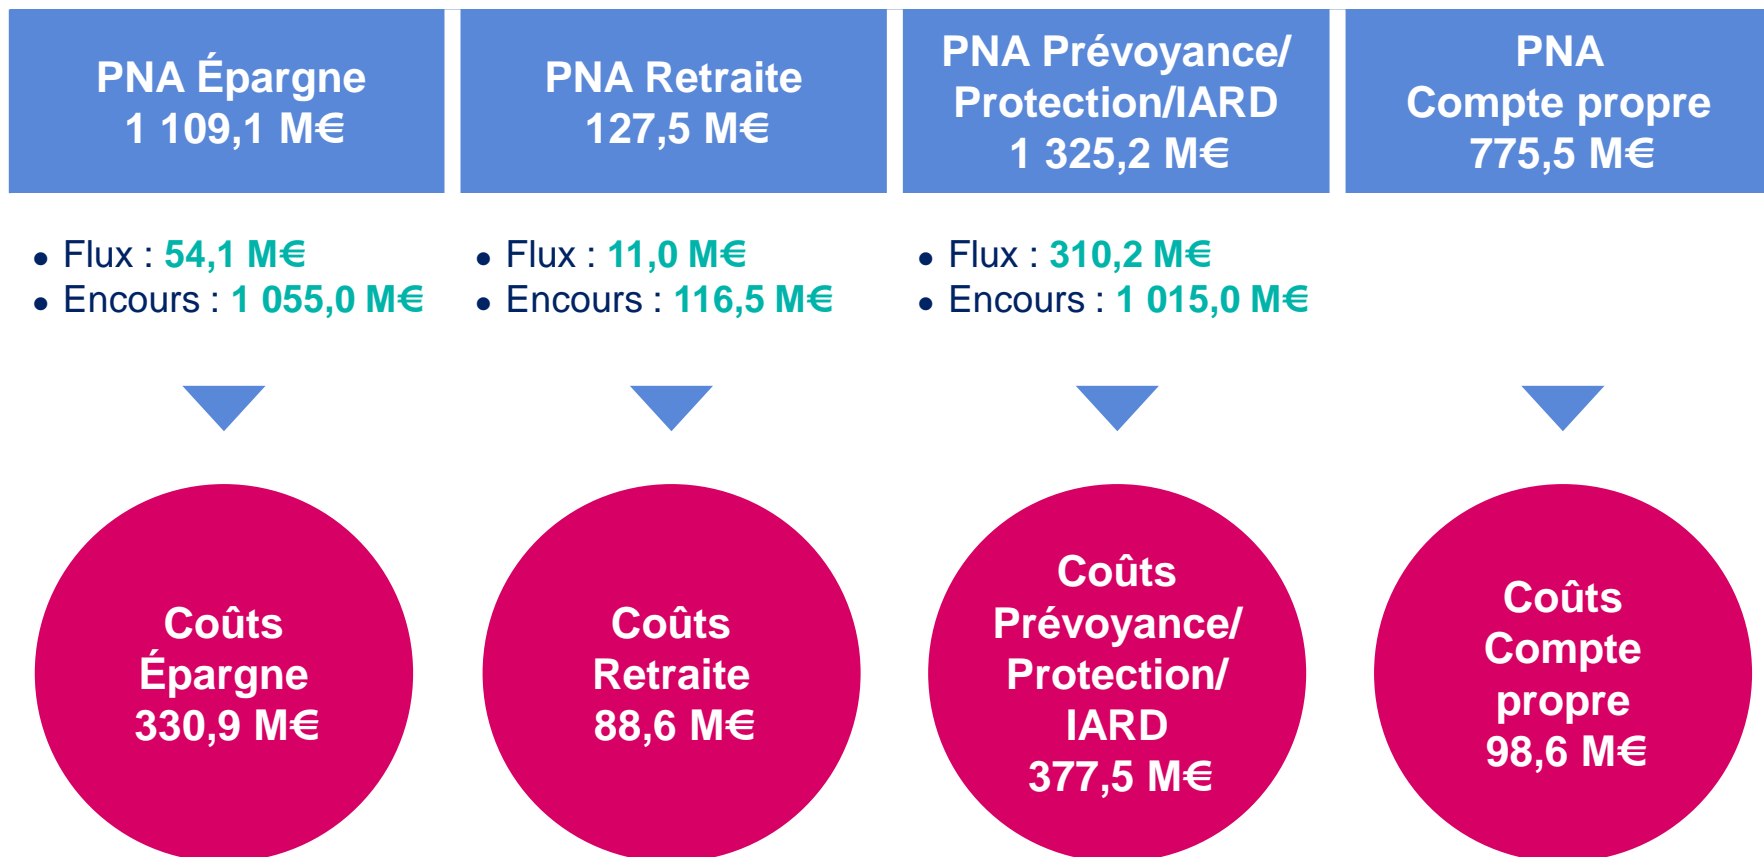 PNA Épargne
1 109,1 M€
PNA Retraite
127,5 M€
PNA Prévoyance/
Protection/IARD
1 325,2 M€
PNA
Compte propre
775,5 M€
• Flux : 54,1 M€
• Encours : 1 055,0 M€
• Flux : 11,0 M€
• Encours : 116,5 M€
• Flux : 310,2 M€
• Encours : 1 015,0 M€
Coûts
Épargne
330,9 M€
Coûts
Retraite
88,6 M€
Coûts
Prévoyance/
Protection/
IARD
377,5 M€
Coûts
Compte
propre
98,6 M€